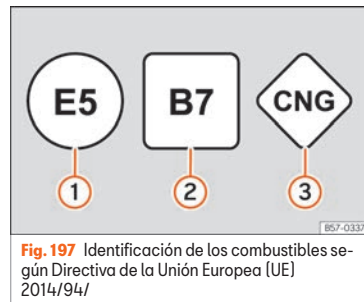 E5 B7 CNG
1 2 3
B57-0337
Fig. 197 Identificación de los combustibles se-
gún Directiva de la Unión Europea (UE)
2014/94/